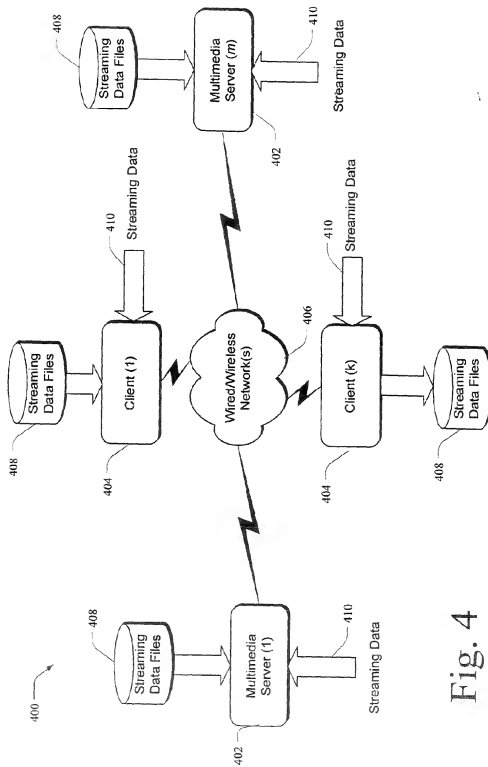 400
408
Streaming
Data Files
Multimedia
Server (1)
402
410
Streaming Data
408
Streaming
Data Files
Client (1)
404
410
Streaming Data
Wired/Wireless
Network(s)
406
Client (k)
404
410
Streaming Data
Streaming
Data Files
408
408
Streaming
Data Files
Multimedia
Server (m)
402
410
Streaming Data
Fig. 4